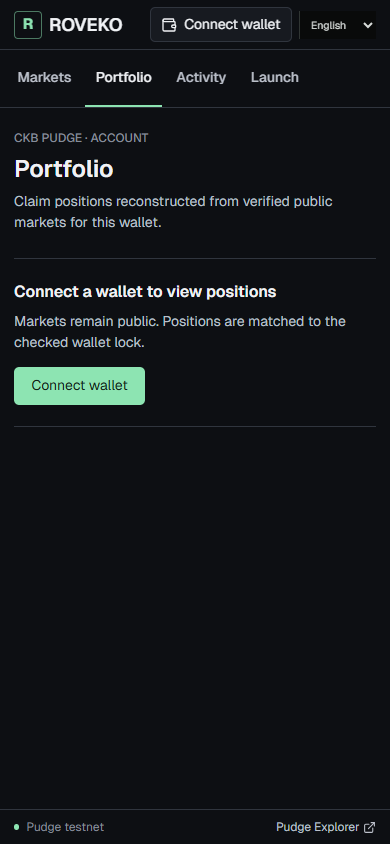 R ROVEKO Connect wallet English
Markets Portfolio Activity Launch
CKB PUDGE · ACCOUNT
Portfolio
Claim positions reconstructed from verified public
markets for this wallet.
Connect a wallet to view positions
Markets remain public. Positions are matched to the
checked wallet lock.
Connect wallet
Pudge testnet Pudge Explorer